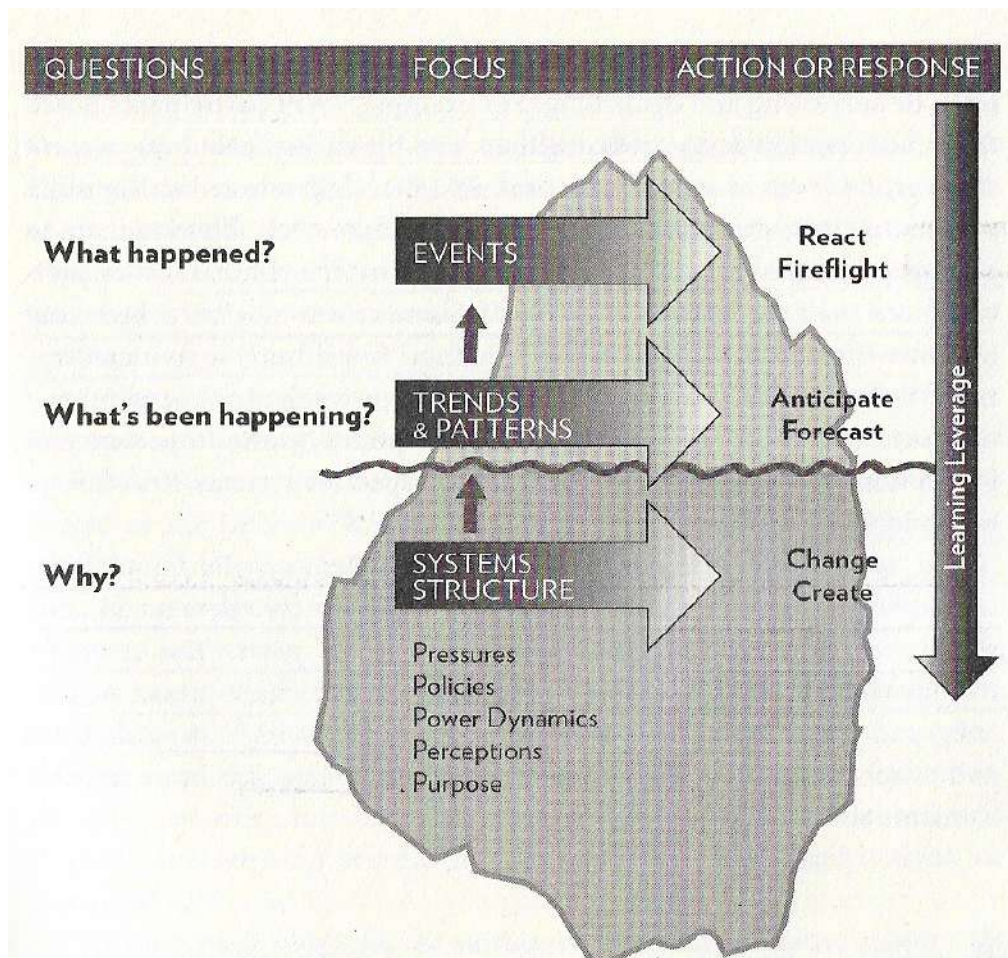 QUESTIONS FOCUS ACTION OR RESPONSE
What happened?
EVENTS
React
Fireflight
What's been happening?
TRENDS
& PATTERNS
Anticipate
Forecast
Why?
SYSTEMS
STRUCTURE
Change
Create
Pressures
Policies
Power Dynamics
Perceptions
Purpose
Learning Leverage